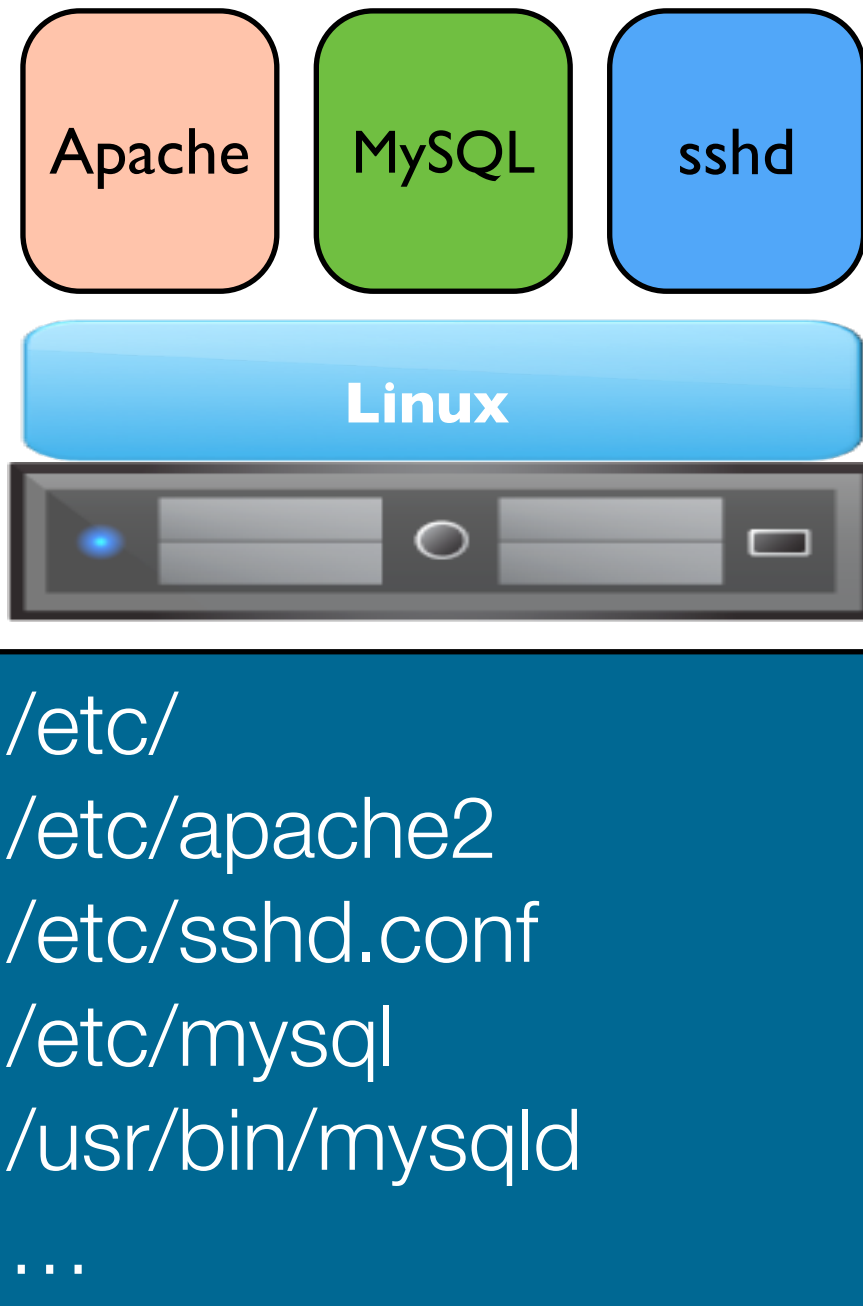 Apache MySQL sshd
Linux
/etc/
/etc/apache2
/etc/sshd.conf
/etc/mysql
/usr/bin/mysqld
…